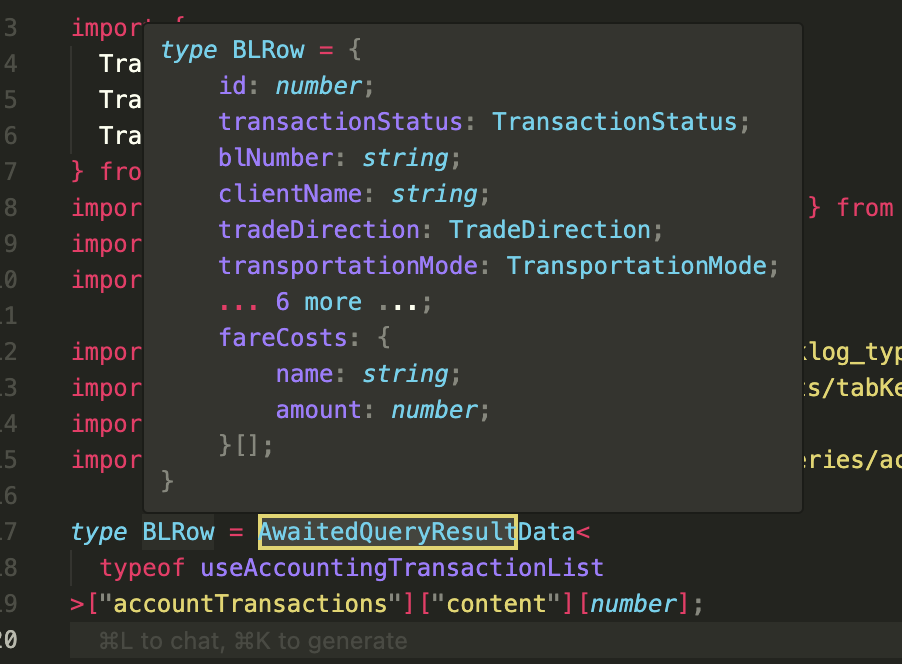 3 import {
type BLRow = {
4 Tra
id: number;
5 Tra
transactionStatus: TransactionStatus;
6 Tra
blNumber: string;
7 } fro
clientName: string;
8 impor } from
tradeDirection: TradeDirection;
9 impor
transportationMode: TransportationMode;
10 impor
... 6 more ...;
11
fareCosts: {
12 impor klog_typ
name: string;
13 impor ts/tabKe
amount: number;
14 impor
}[];
15 impor eries/ac
}
16
17 type BLRow = AwaitedQueryResultData<
18 typeof useAccountingTransactionList
19 >["accountTransactions"]["content"][number];
20 ⌘L to chat, ⌘K to generate